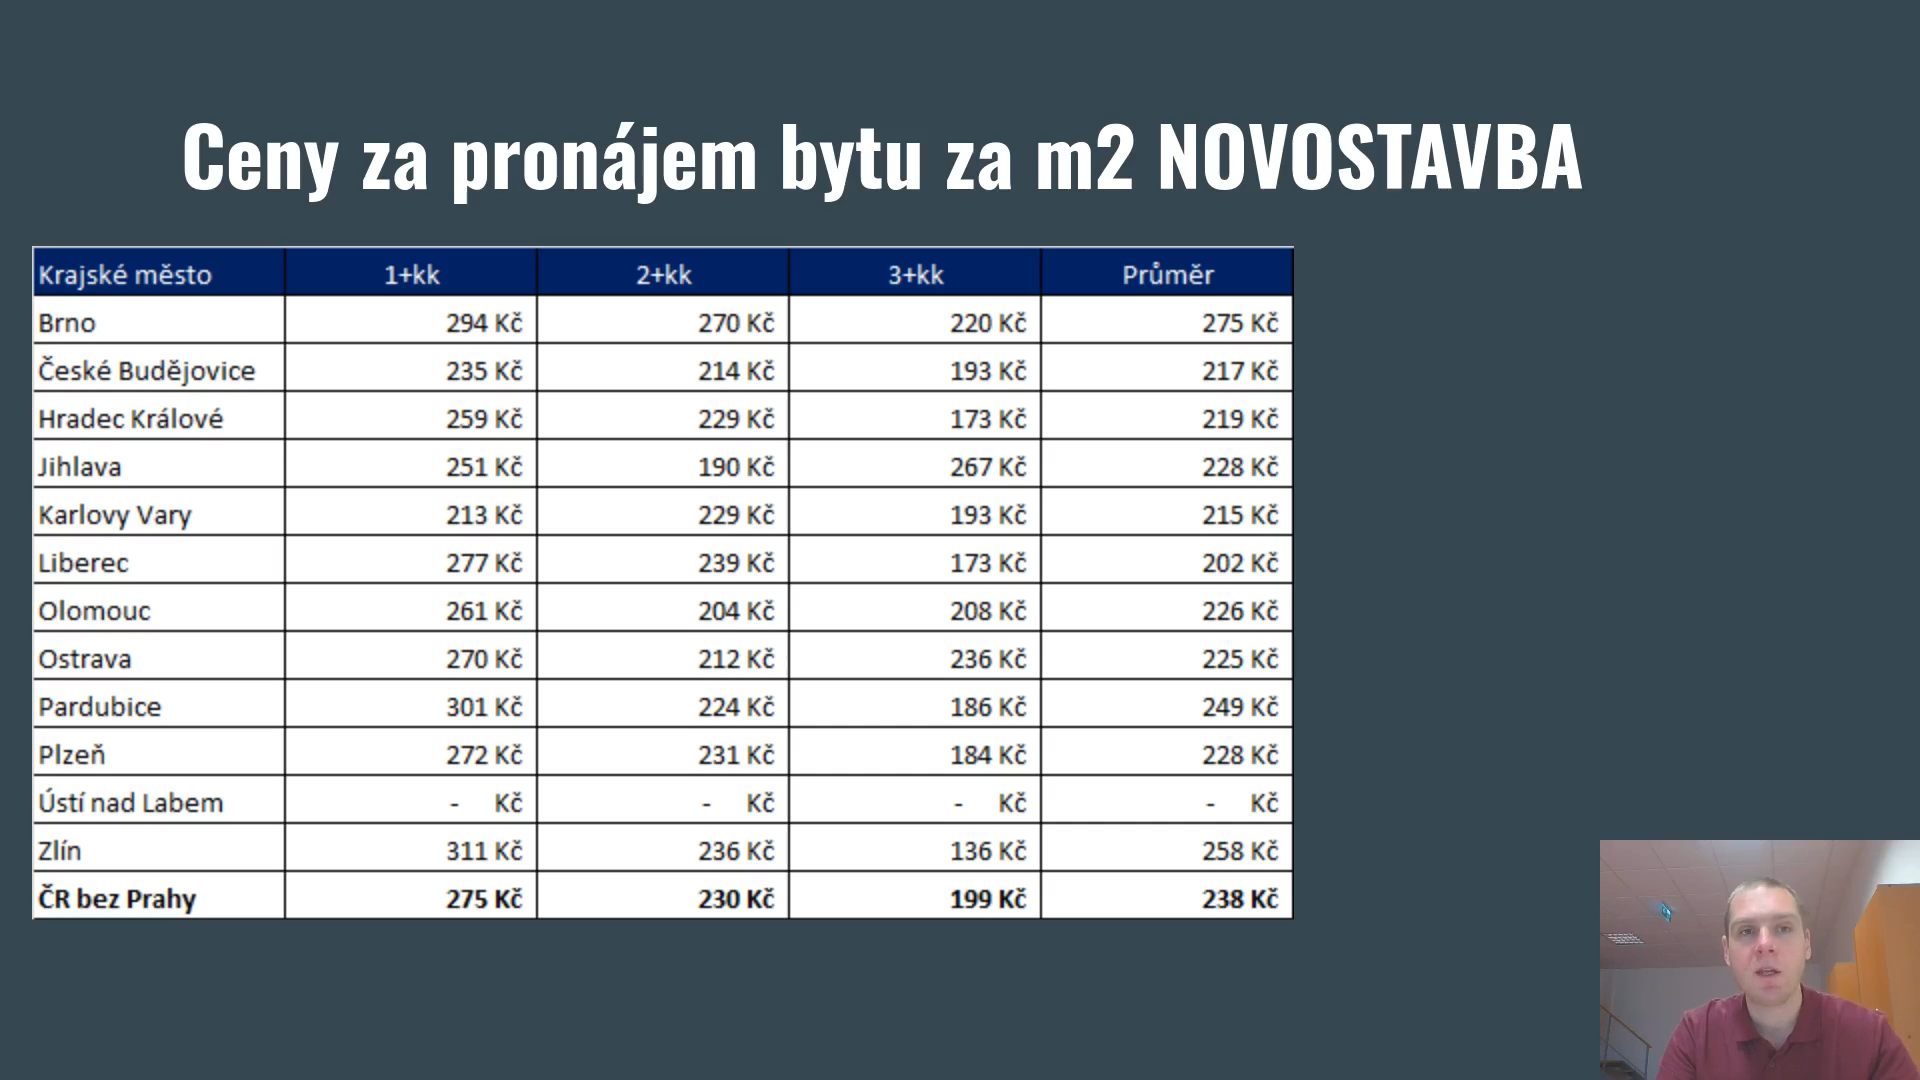 Ceny za pronájem bytu za m2 NOVOSTAVBA
Krajské město 1+kk 2+kk 3+kk Průměr
Brno 294 Kč 270 Kč 220 Kč 275 Kč
České Budějovice 235 Kč 214 Kč 193 Kč 217 Kč
Hradec Králové 259 Kč 229 Kč 173 Kč 219 Kč
Jihlava 251 Kč 190 Kč 267 Kč 228 Kč
Karlovy Vary 213 Kč 229 Kč 193 Kč 215 Kč
Liberec 277 Kč 239 Kč 173 Kč 202 Kč
Olomouc 261 Kč 204 Kč 208 Kč 226 Kč
Ostrava 270 Kč 212 Kč 236 Kč 225 Kč
Pardubice 301 Kč 224 Kč 186 Kč 249 Kč
Plzeň 272 Kč 231 Kč 184 Kč 228 Kč
Ústí nad Labem - Kč - Kč - Kč - Kč
Zlín 311 Kč 236 Kč 136 Kč 258 Kč
ČR bez Prahy 275 Kč 230 Kč 199 Kč 238 Kč